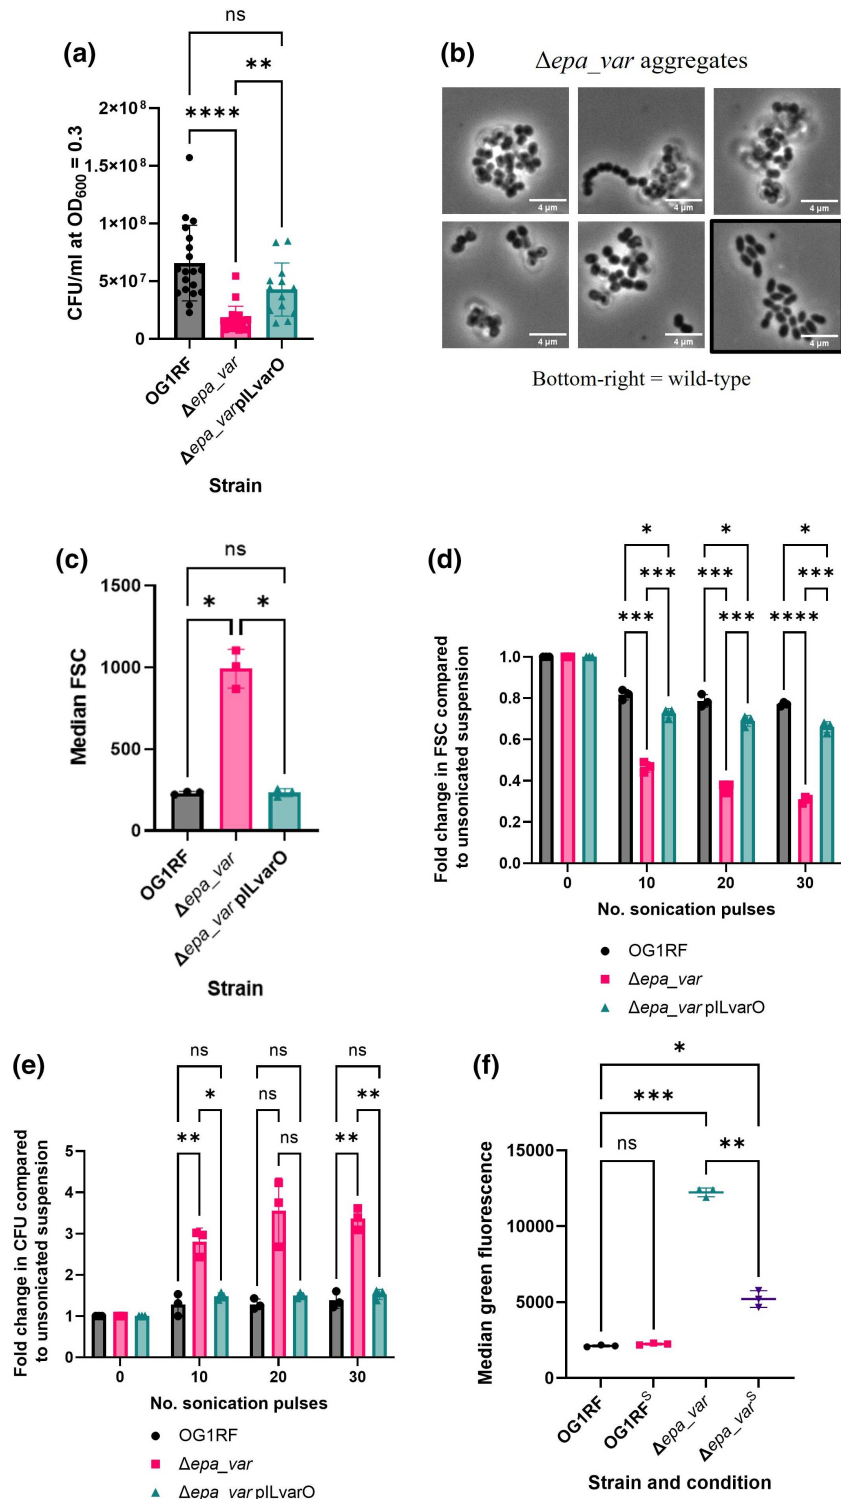 (a)
ns
**
****
CFU/ml at OD600 = 0.3
2×10⁸
1.5×10⁸
1×10⁸
5×10⁷
0
OG1RF
Δepa_var
Δepa_var pILvarO
Strain
(b)
Δepa_var aggregates
4 µm
4 µm
4 µm
4 µm
4 µm
4 µm
Bottom-right = wild-type
(c)
ns
* *
Median FSC
1500
1000
500
0
OG1RF
Δepa_var
Δepa_var pILvarO
Strain
(d)
* * *
*** *** ***
*** *** ****
Fold change in FSC compared
to unsonicated suspension
1.0
0.8
0.6
0.4
0.2
0.0
0 10 20 30
No. sonication pulses
OG1RF
Δepa_var
Δepa_var pILvarO
(e)
ns ns ns
* ns **
** ns **
Fold change in CFU compared
to unsonicated suspension
5
4
3
2
1
0
0 10 20 30
No. sonication pulses
OG1RF
Δepa_var
Δepa_var pILvarO
(f)
*
***
ns **
Median green fluorescence
15000
10000
5000
0
OG1RF
OG1RFˢ
Δepa_var
Δepa_varˢ
Strain and condition